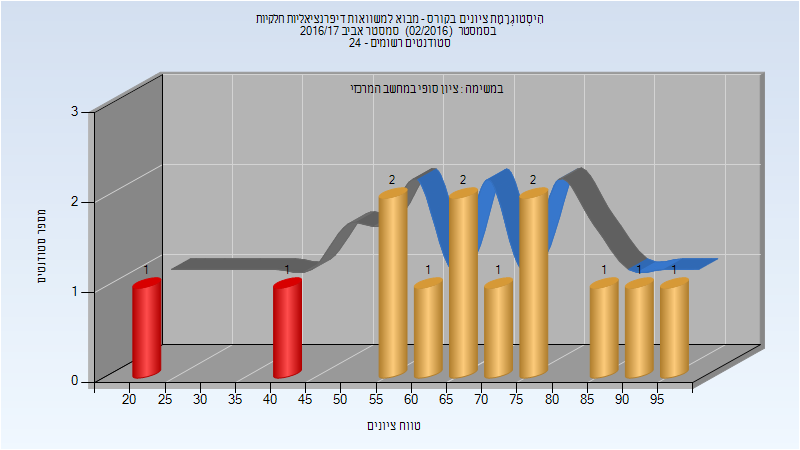 היסטוגרמת ציונים בקורס - מבוא למשוואות דיפרנציאליות חלקיות
בסמסטר (02/2016) סמסטר אביב 2016/17
סטודנטים רשומים - 24
במשימה : ציון סופי במחשב המרכזי
3
2
1
0
מספר סטודנטים
1
1
2
1
2
1
2
1
1
1
20 25 30 35 40 45 50 55 60 65 70 75 80 85 90 95
טווח ציונים